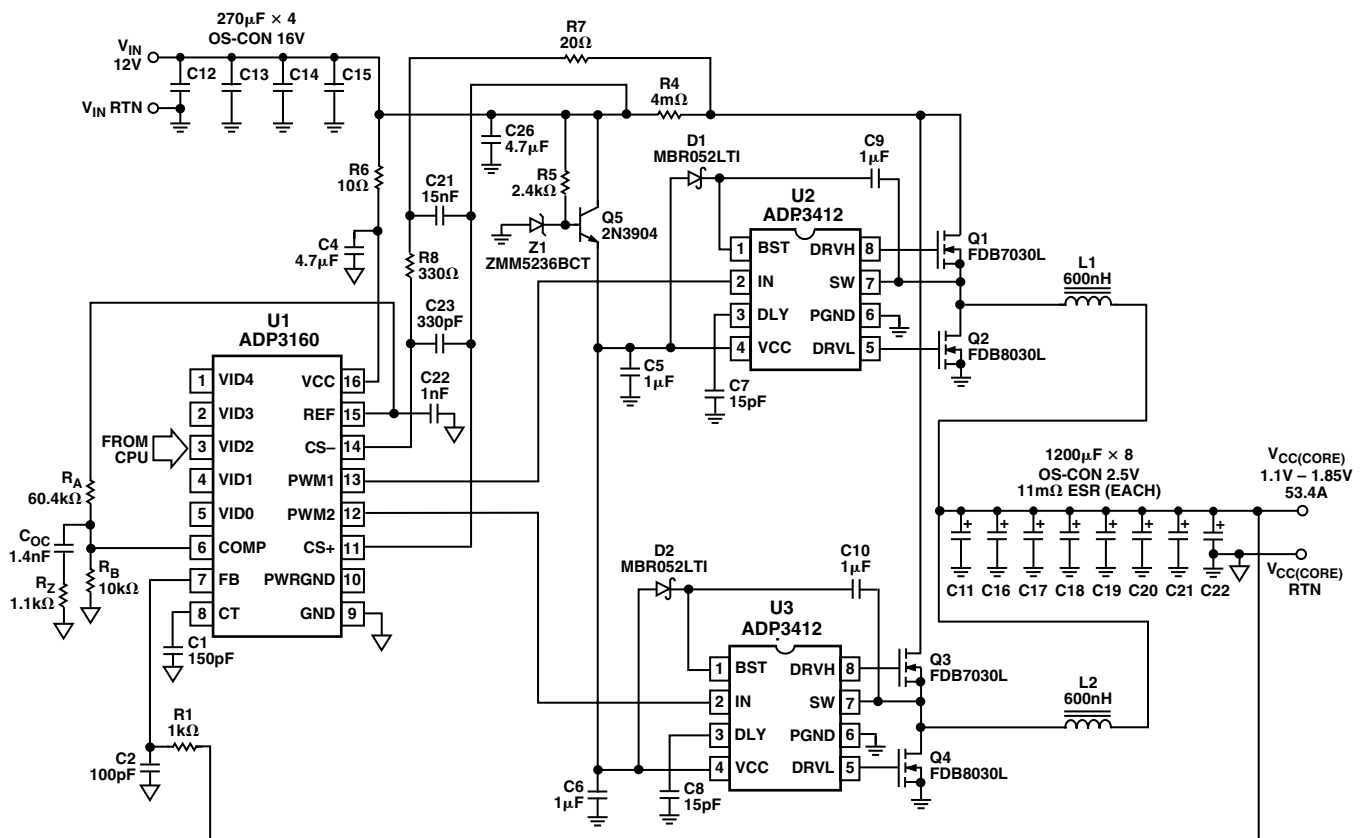 270μF × 4
OS-CON 16V
VIN
12V
C12
C13
C14
C15
VIN RTN
R7
20Ω
R4
4mΩ
C26
4.7μF
R6
10Ω
C21
15nF
R5
2.4kΩ
Q5
2N3904
Z1
ZMM5236BCT
C4
4.7μF
R8
330Ω
C23
330pF
C22
1nF
D1
MBR052LTI
C9
1μF
U2
ADP3412
1 BST
2 IN
3 DLY
4 VCC
DRVH 8
SW 7
PGND 6
DRVL 5
Q1
FDB7030L
Q2
FDB8030L
L1
600nH
C5
1μF
C7
15pF
U1
ADP3160
1 VID4
2 VID3
3 VID2
4 VID1
5 VID0
6 COMP
7 FB
8 CT
VCC 16
REF 15
CS– 14
PWM1 13
PWM2 12
CS+ 11
PWRGND 10
GND 9
FROM
CPU
RA
60.4kΩ
COC
1.4nF
RZ
1.1kΩ
RB
10kΩ
C1
150pF
R1
1kΩ
C2
100pF
1200μF × 8
OS-CON 2.5V
11mΩ ESR (EACH)
VCC(CORE)
1.1V – 1.85V
53.4A
+ + + + + + + +
C11 C16 C17 C18 C19 C20 C21 C22
VCC(CORE)
RTN
D2
MBR052LTI
C10
1μF
U3
ADP3412
1 BST
2 IN
3 DLY
4 VCC
DRVH 8
SW 7
PGND 6
DRVL 5
Q3
FDB7030L
Q4
FDB8030L
L2
600nH
C6
1μF
C8
15pF